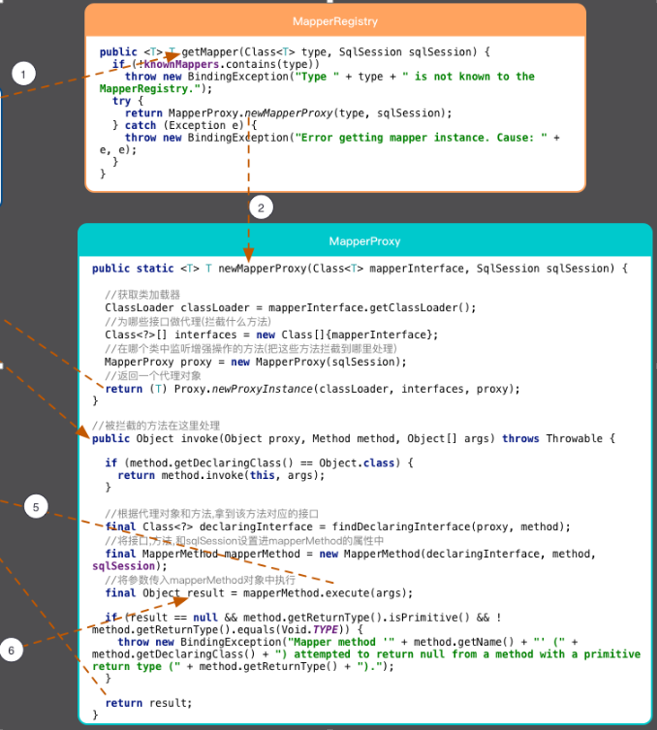 MapperRegistry
1
public <T> T getMapper(Class<T> type, SqlSession sqlSession) {
if (!knownMappers.contains(type))
throw new BindingException("Type " + type + " is not known to the
MapperRegistry.");
try {
return MapperProxy.newMapperProxy(type, sqlSession);
} catch (Exception e) {
throw new BindingException("Error getting mapper instance. Cause: " +
e, e);
}
}
2
MapperProxy
public static <T> T newMapperProxy(Class<T> mapperInterface, SqlSession sqlSession) {
//获取类加载器
ClassLoader classLoader = mapperInterface.getClassLoader();
//为哪些接口做代理(拦截什么方法)
Class<?>[] interfaces = new Class[]{mapperInterface};
//在哪个类中监听增强操作的方法(把这些方法拦截到哪里处理)
MapperProxy proxy = new MapperProxy(sqlSession);
//返回一个代理对象
return (T) Proxy.newProxyInstance(classLoader, interfaces, proxy);
}
//被拦截的方法在这里处理
public Object invoke(Object proxy, Method method, Object[] args) throws Throwable {
if (method.getDeclaringClass() == Object.class) {
return method.invoke(this, args);
}
5
//根据代理对象和方法,拿到该方法对应的接口
final Class<?> declaringInterface = findDeclaringInterface(proxy, method);
//将接口,方法,和sqlSession设置进mapperMethod的属性中
final MapperMethod mapperMethod = new MapperMethod(declaringInterface, method,
sqlSession);
//将参数传入mapperMethod对象中执行
final Object result = mapperMethod.execute(args);
if (result == null && method.getReturnType().isPrimitive() && !
method.getReturnType().equals(Void.TYPE)) {
6
throw new BindingException("Mapper method '" + method.getName() + "' (" +
method.getDeclaringClass() + ") attempted to return null from a method with a primitive
return type (" + method.getReturnType() + ").");
}
return result;
}